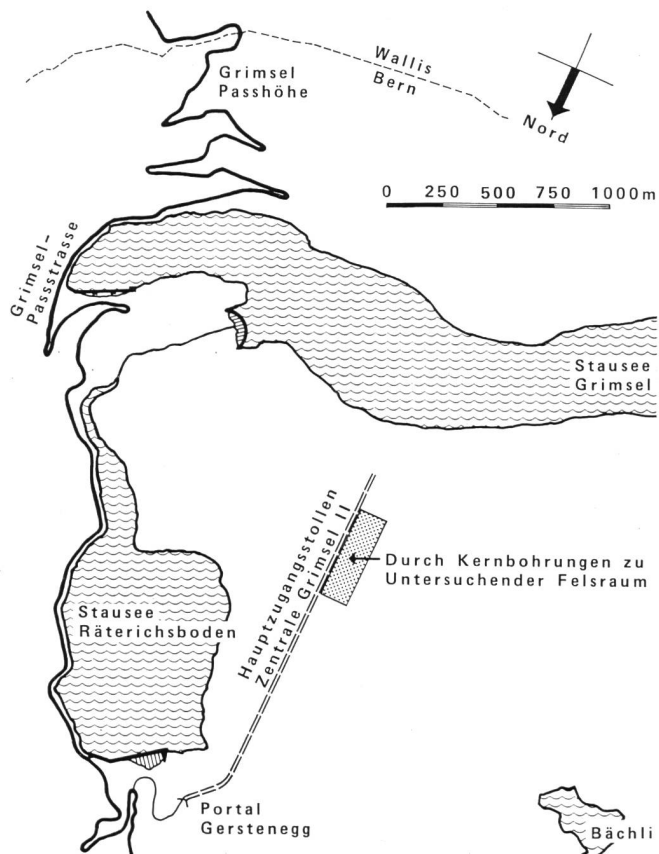 Wallis
Bern
Grimsel
Passhöhe
Nord
0 250 500 750 1000m
Grimsel-
Passstrasse
Stausee
Grimsel
Hauptzugangsstollen
Zentrale Grimsel II
Durch Kernbohrungen zu
Untersuchender Felsraum
Stausee
Räterichsboden
Portal
Gerstenegg
Bächli